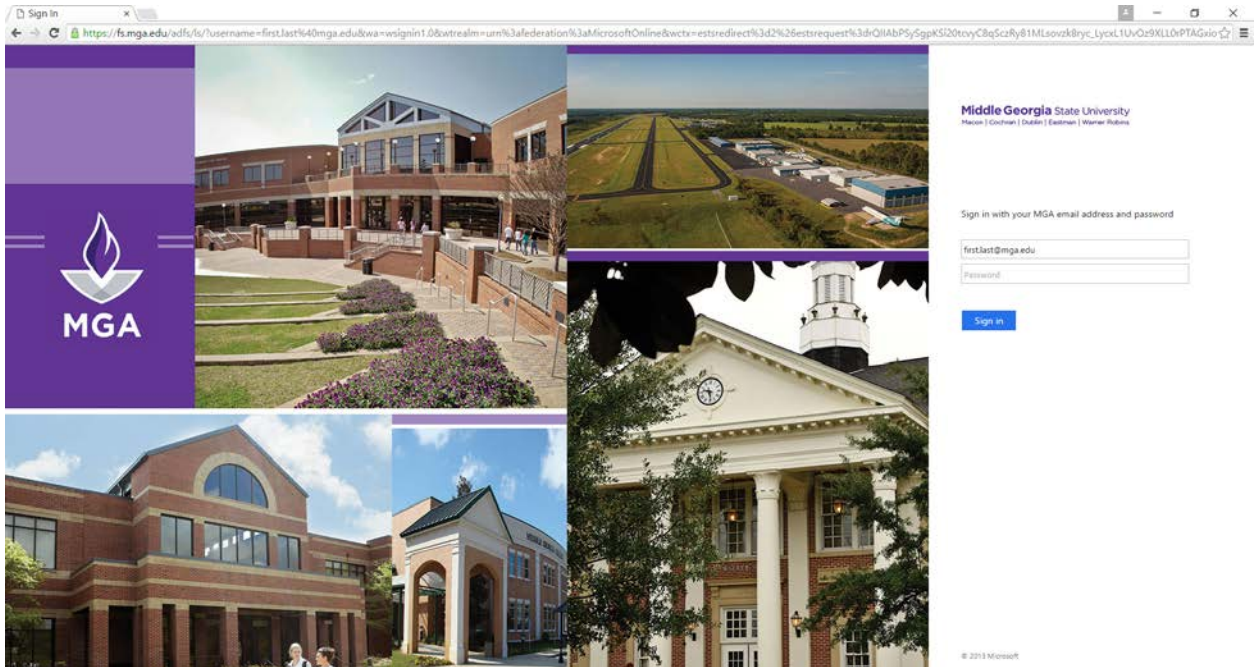 Sign In
https://fs.mga.edu/adfs/ls/?username=first.last%40mga.edu&wa=wsignin1.0&wtrealm=urn%3afederation%3aMicrosoftOnline&wctx=estsredirect%3d2%26estsrequest%3d
MGA
Middle Georgia State University
Macon | Cochran | Dublin | Eastman | Warner Robins
Sign in with your MGA email address and password
first.last@mga.edu
Password
Sign in
© 2013 Microsoft